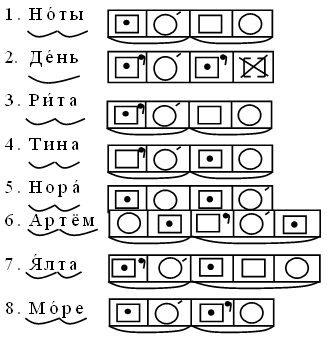 1. Но́ты
2. Де́нь
3. Ри́та
4. Тина
5. Нора́
6. Артём
7. Я́лта
8. Мо́ре